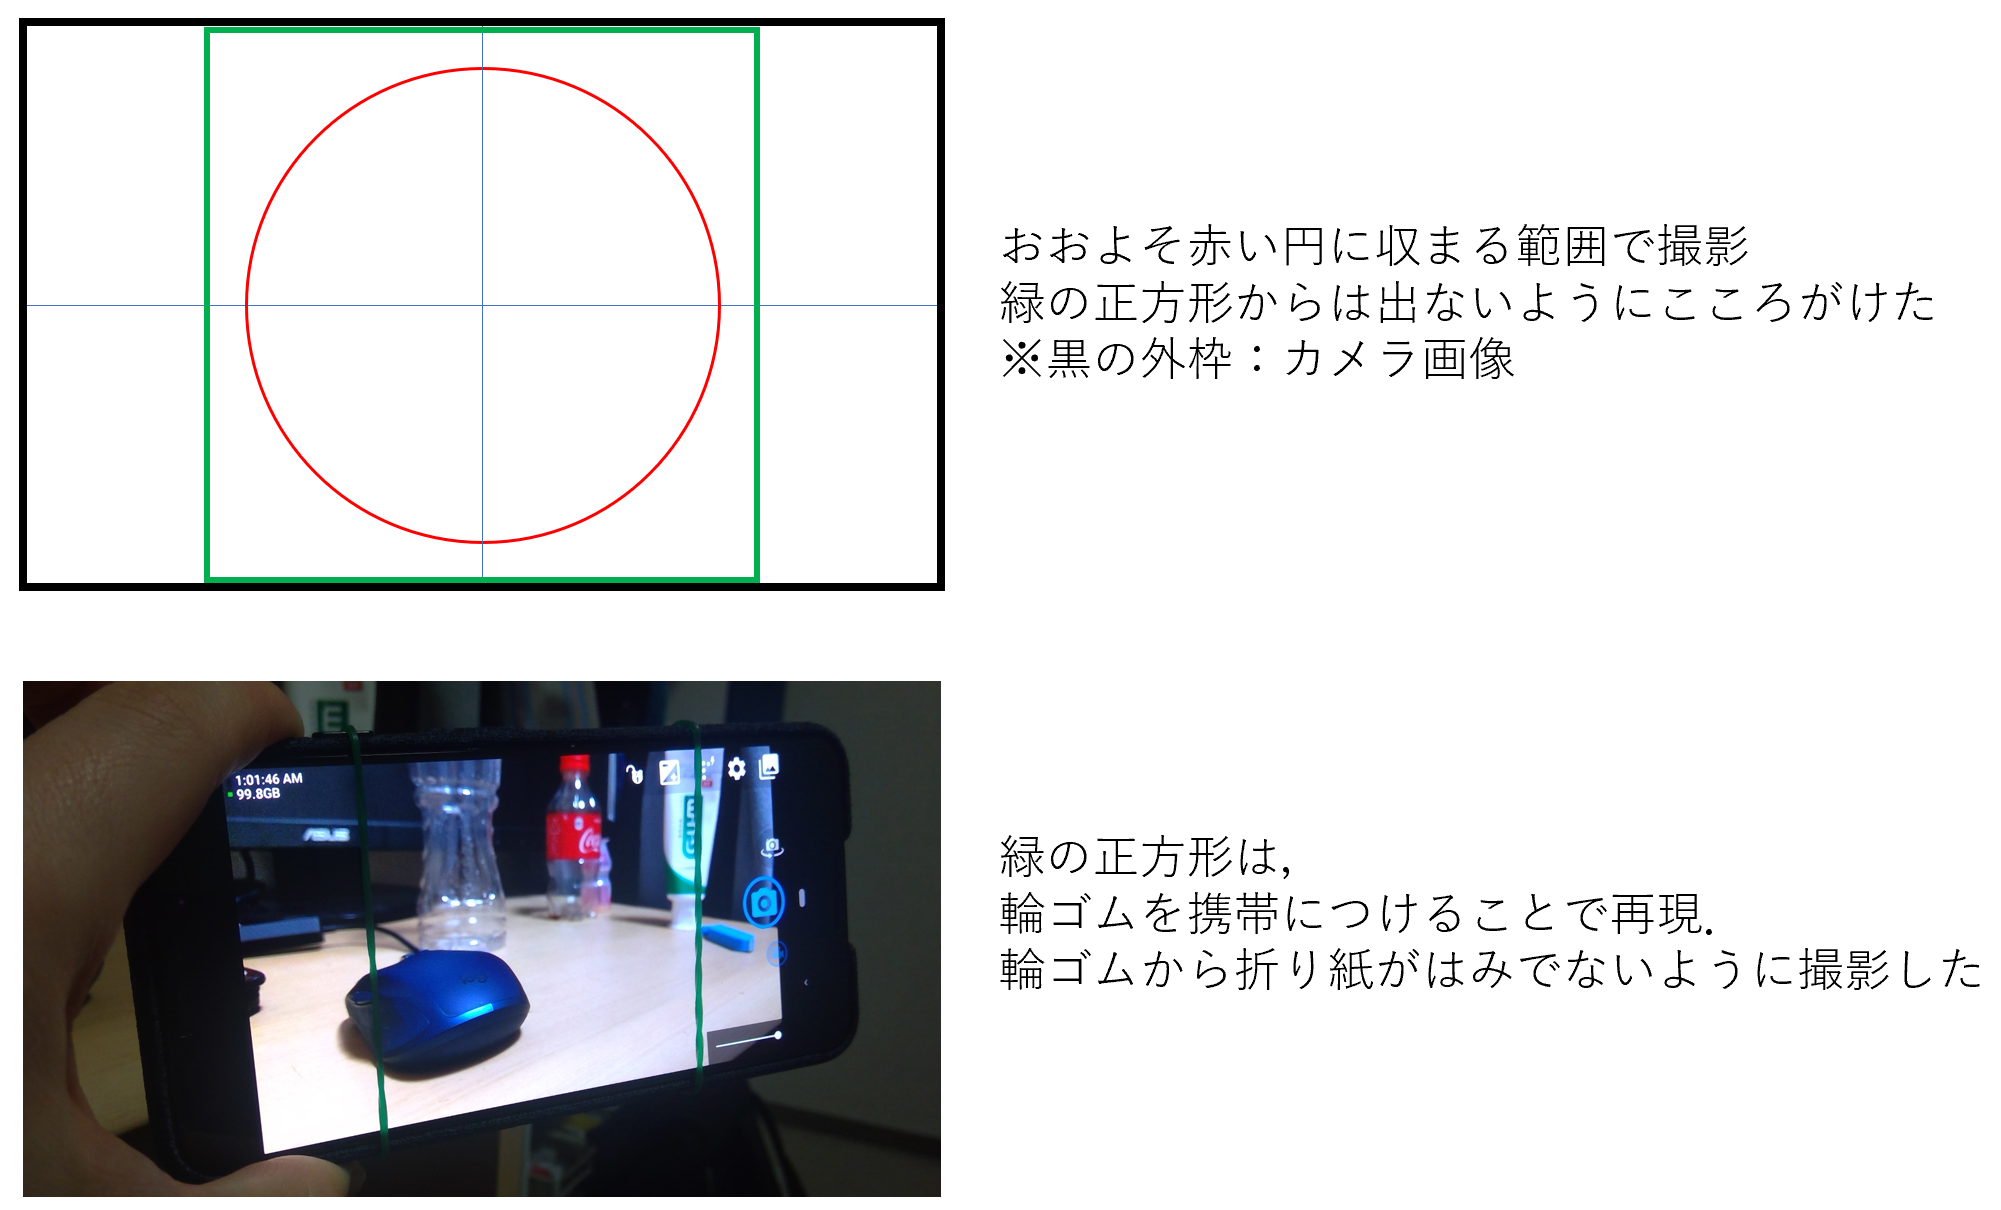 おおよそ赤い円に収まる範囲で撮影
緑の正方形からは出ないようにこころがけた
※黒の外枠：カメラ画像
1:01:46 AM
99.8GB
ASUS
緑の正方形は,
輪ゴムを携帯につけることで再現.
輪ゴムから折り紙がはみでないように撮影した